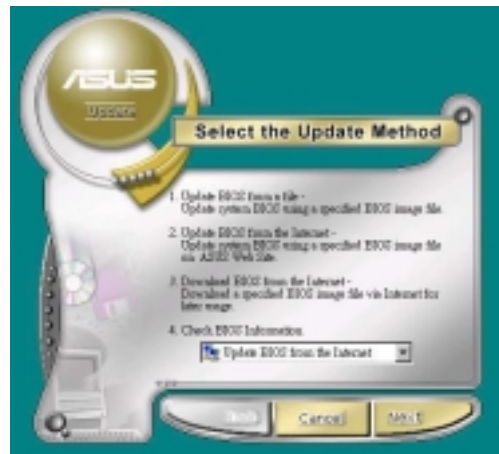 ASUS
Update
Select the Update Method
1. Update BIOS from a file -
Update system BIOS using a specified BIOS image file.
2. Update BIOS from the Internet -
Update system BIOS using a specified BIOS image file
via ASUS Web Site.
3. Download BIOS from the Internet -
Download a specified BIOS image file via Internet for
later usage.
4. Check BIOS Information.
Update BIOS from the Internet
Back
Cancel
Next